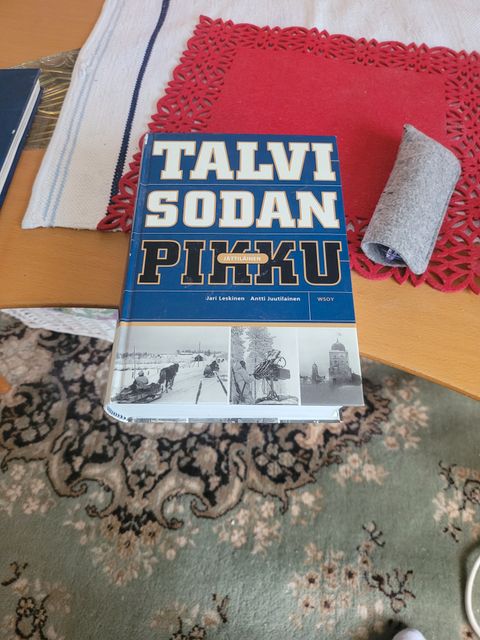 TALVI
SODAN
PIKKU
JÄTTILÄINEN
Jari Leskinen Antti Juutilainen WSOY